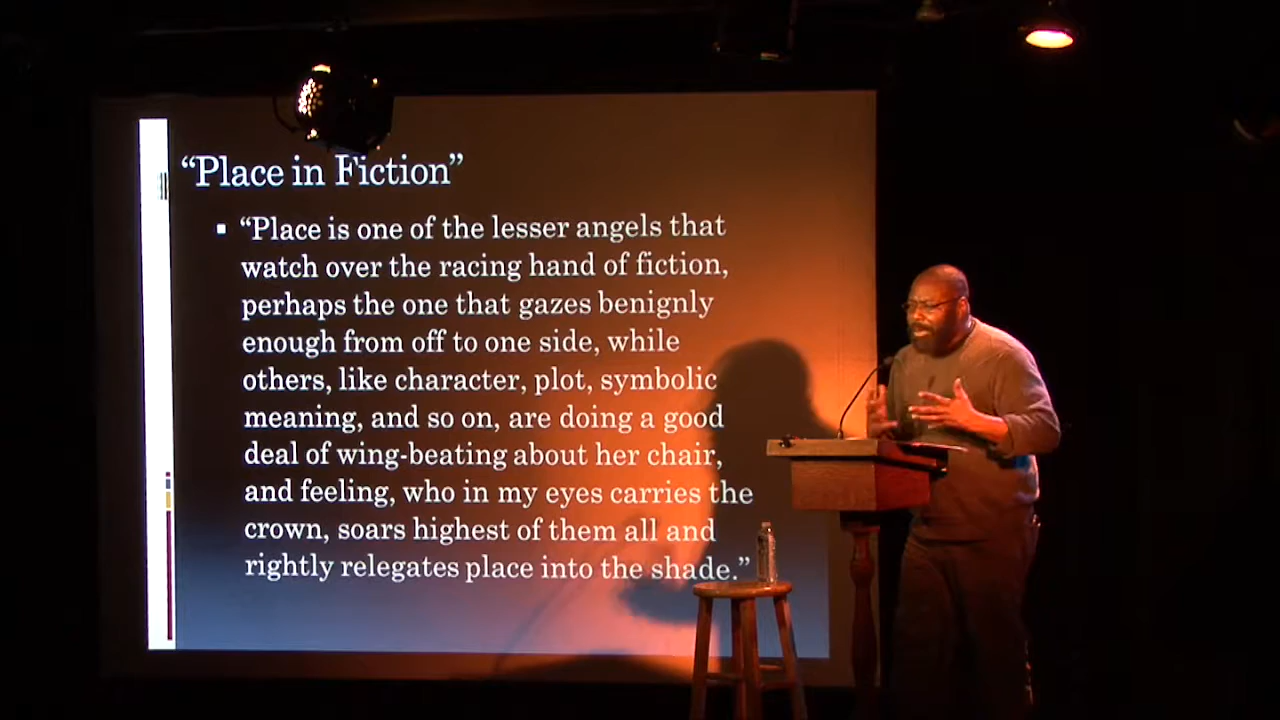 “Place in Fiction”
▪ “Place is one of the lesser angels that
watch over the racing hand of fiction,
perhaps the one that gazes benignly
enough from off to one side, while
others, like character, plot, symbolic
meaning, and so on, are doing a good
deal of wing-beating about her chair,
and feeling, who in my eyes carries the
crown, soars highest of them all and
rightly relegates place into the shade.”